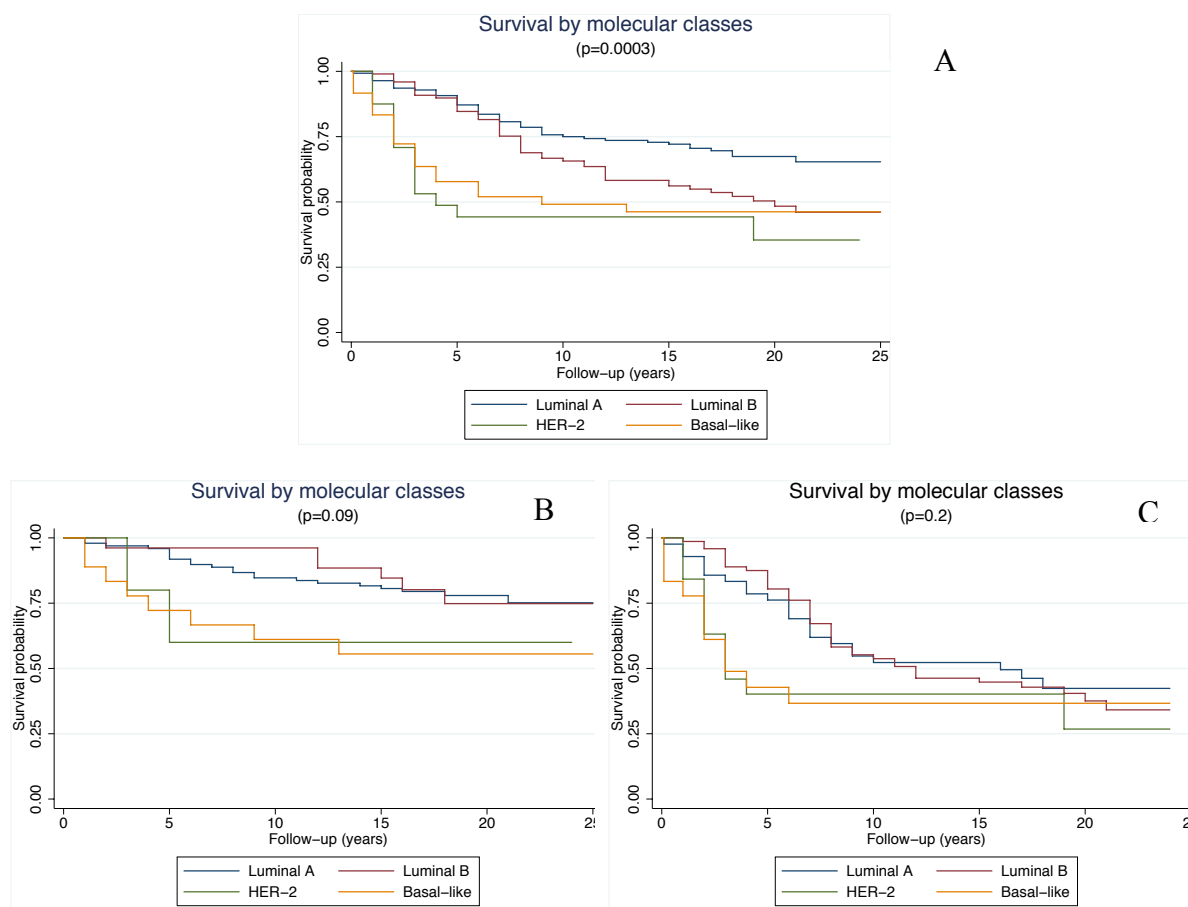 Survival by molecular classes
(p=0.0003)
A
Survival probability
1.00
0.75
0.50
0.25
0.00
0 5 10 15 20 25
Follow-up (years)
Luminal A Luminal B
HER-2 Basal-like
Survival by molecular classes
(p=0.09)
B
Survival probability
1.00
0.75
0.50
0.25
0.00
0 5 10 15 20 25
Follow-up (years)
Luminal A Luminal B
HER-2 Basal-like
Survival by molecular classes
(p=0.2)
C
Survival probability
1.00
0.75
0.50
0.25
0.00
0 5 10 15 20 2
Follow-up (years)
Luminal A Luminal B
HER-2 Basal-like